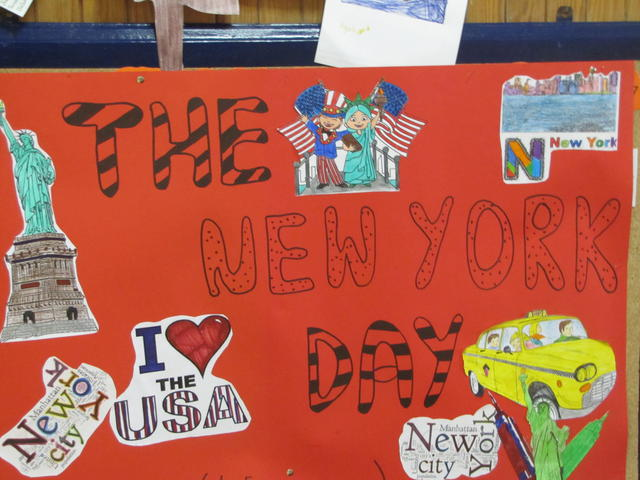 THE
NEW YORK
DAY
N New York
I ♥
THE
USA
Manhattan
New York
city
Manhattan
New York
city